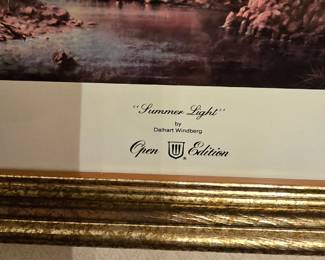 "Summer Light"
by
Dalhart Windberg
Open Edition